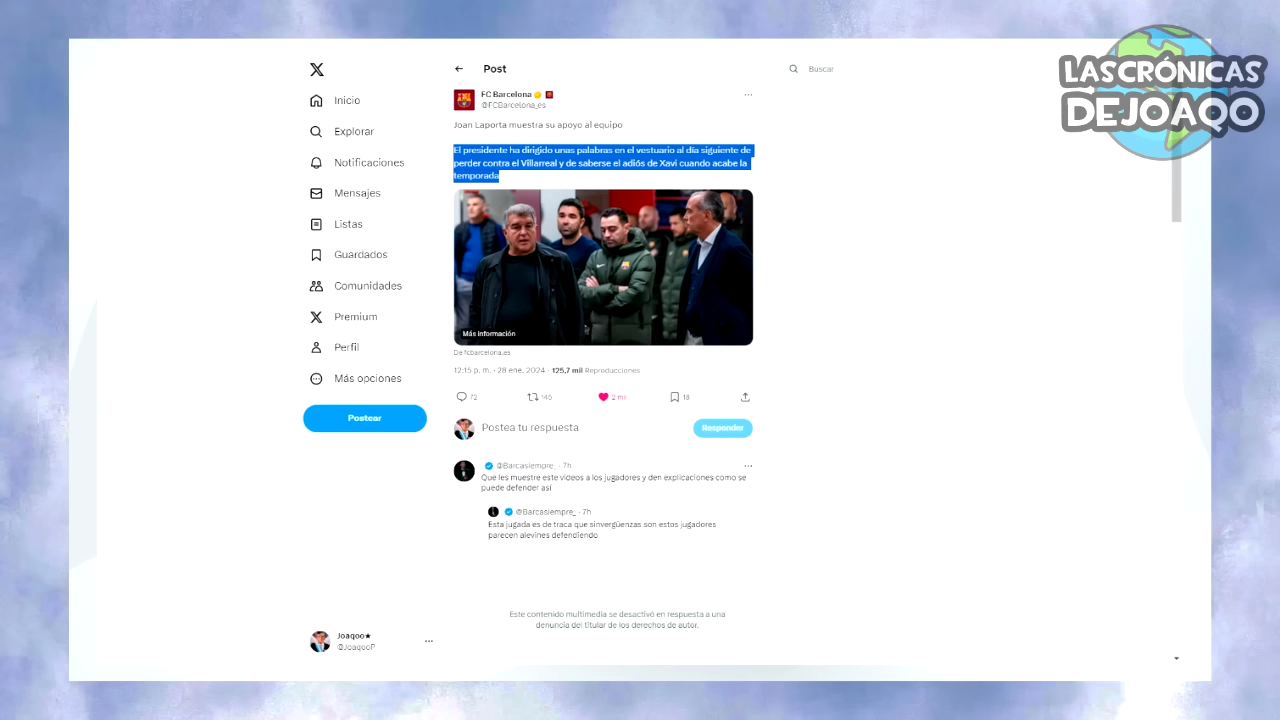 LAS CRÓNICAS
DE JOAQO
Post
Buscar
Inicio
Explorar
Notificaciones
Mensajes
Listas
Guardados
Comunidades
Premium
Perfil
Más opciones
Postear
Joaqoo★
@JoaqooP
FC Barcelona
@FCBarcelona_es
Joan Laporta muestra su apoyo al equipo
El presidente ha dirigido unas palabras en el vestuario al día siguiente de
perder contra el Villarreal y de saberse el adiós de Xavi cuando acabe la
temporada
Más información
De fcbarcelona.es
12:15 p. m. · 28 ene. 2024 · 125,7 mil Reproducciones
72 145 2 mil 18
Postea tu respuesta
Responder
@Barcasiempre_ · 7h
Que les muestre este videos a los jugadores y den explicaciones como se
puede defender así
@Barcasiempre_ · 7h
Esta jugada es de traca que sinvergüenzas son estos jugadores
parecen alevines defendiendo
Este contenido multimedia se desactivó en respuesta a una
denuncia del titular de los derechos de autor.